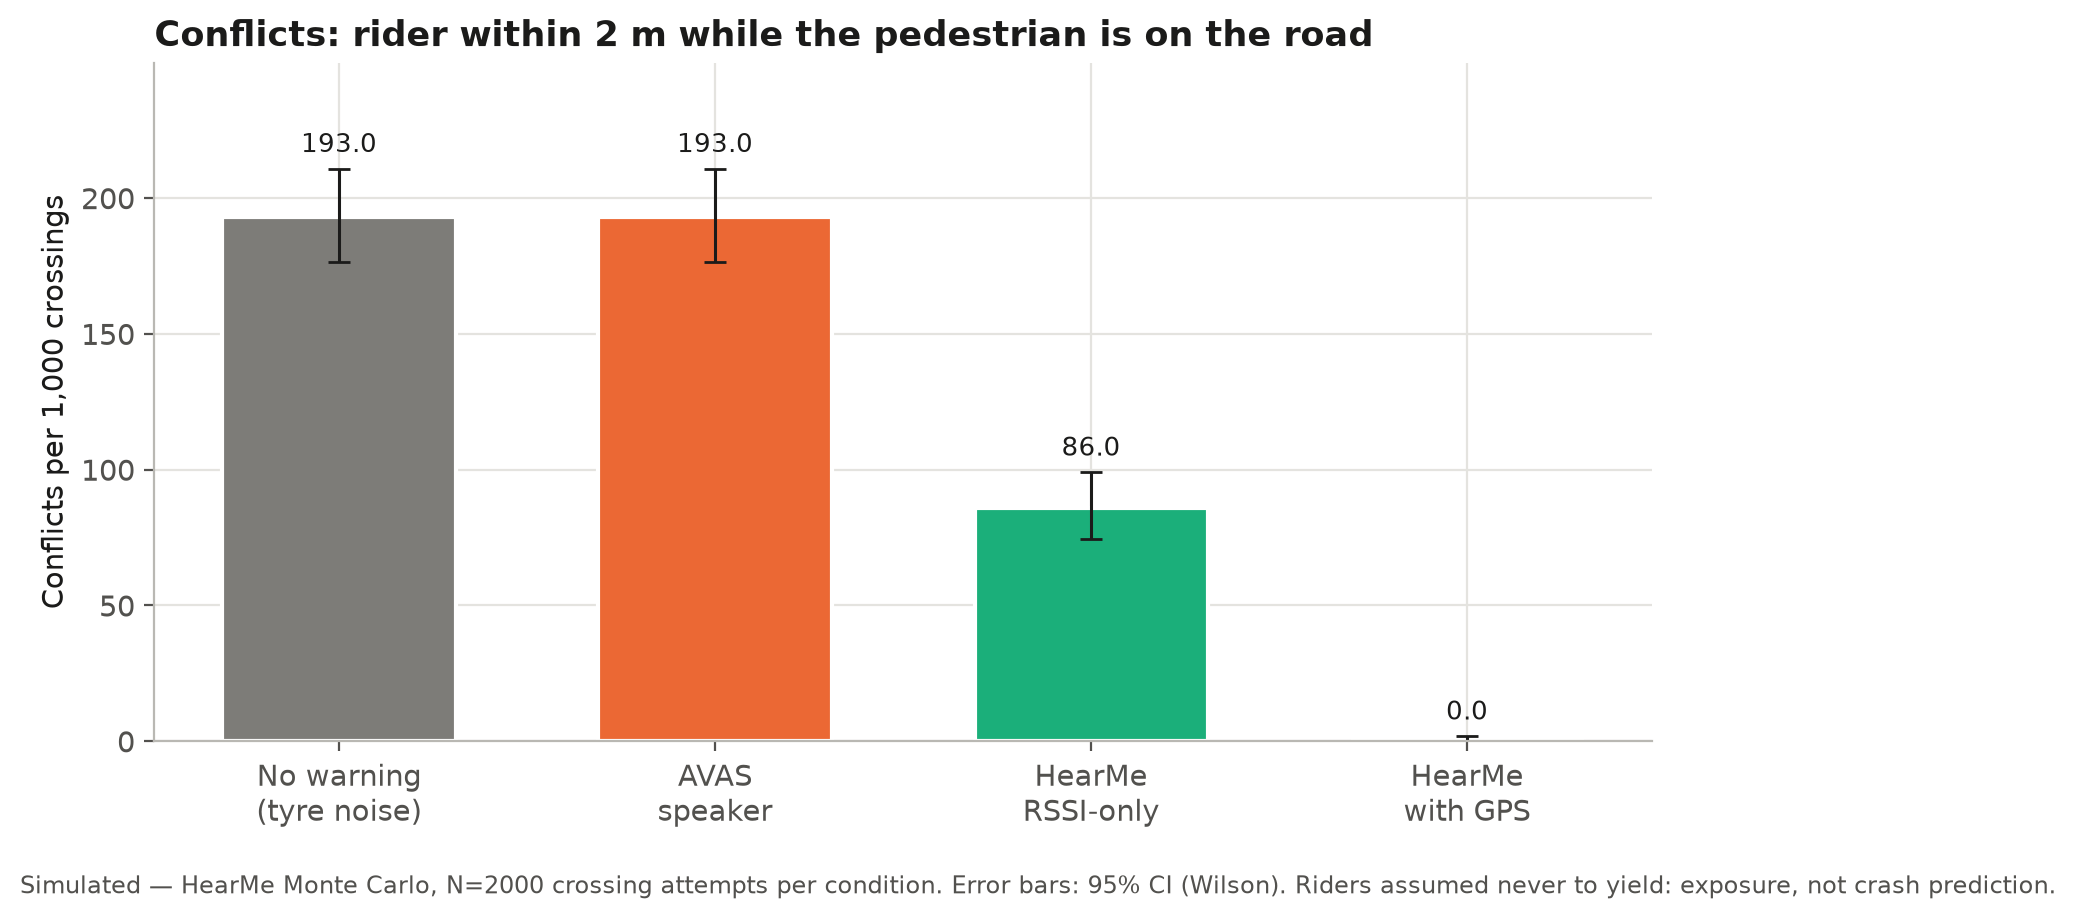 Conflicts: rider within 2 m while the pedestrian is on the road
Conflicts per 1,000 crossings
200
150
100
50
0
193.0
193.0
86.0
0.0
No warning
(tyre noise)
AVAS
speaker
HearMe
RSSI-only
HearMe
with GPS
Simulated — HearMe Monte Carlo, N=2000 crossing attempts per condition. Error bars: 95% CI (Wilson). Riders assumed never to yield: exposure, not crash prediction.